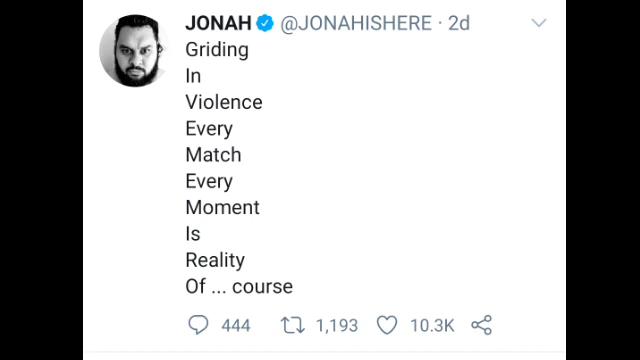 JONAH @JONAHISHERE · 2d
Griding
In
Violence
Every
Match
Every
Moment
Is
Reality
Of ... course
444 1,193 10.3K